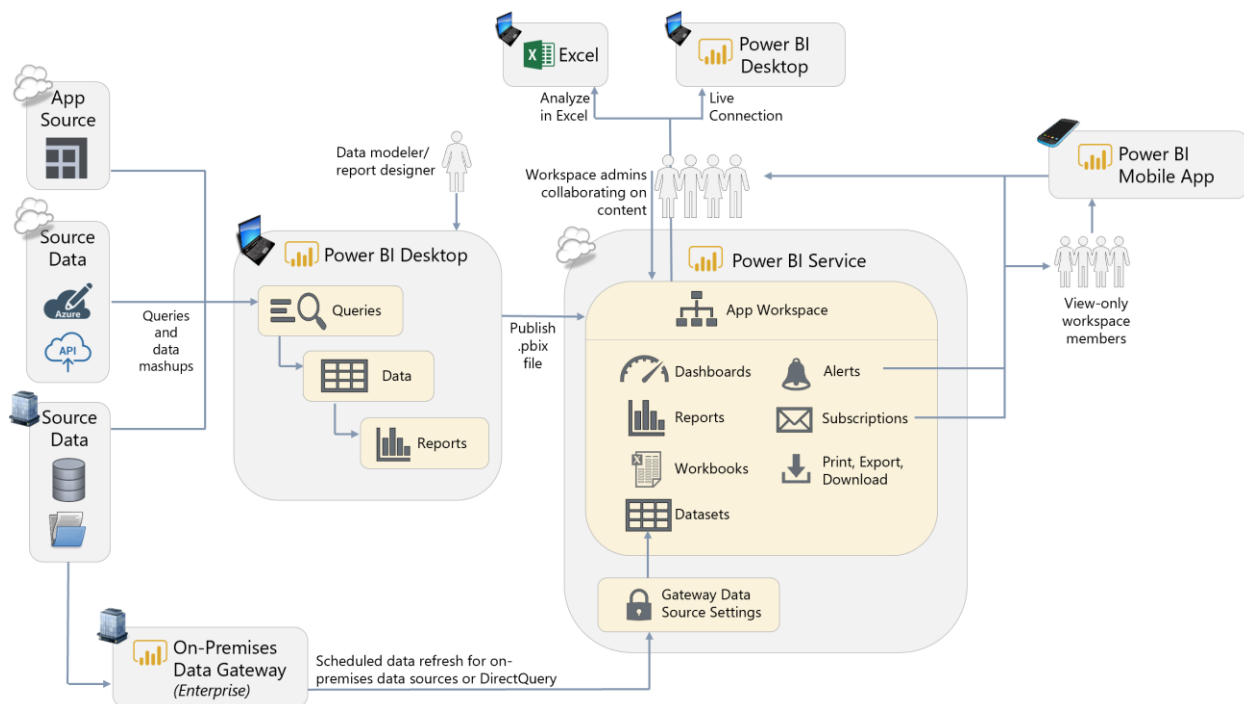 Excel
Power BI
Desktop
Analyze
in Excel
Live
Connection
App
Source
Data modeler/
report designer
Workspace admins
collaborating on
content
Power BI
Mobile App
Source
Data
Azure
API
Queries
and
data
mashups
Power BI Desktop
Queries
Data
Reports
Publish
.pbix
file
Power BI Service
App Workspace
Dashboards
Alerts
Reports
Subscriptions
Workbooks
Print, Export,
Download
Datasets
View-only
workspace
members
Source
Data
Gateway Data
Source Settings
On-Premises
Data Gateway
(Enterprise)
Scheduled data refresh for on-
premises data sources or DirectQuery